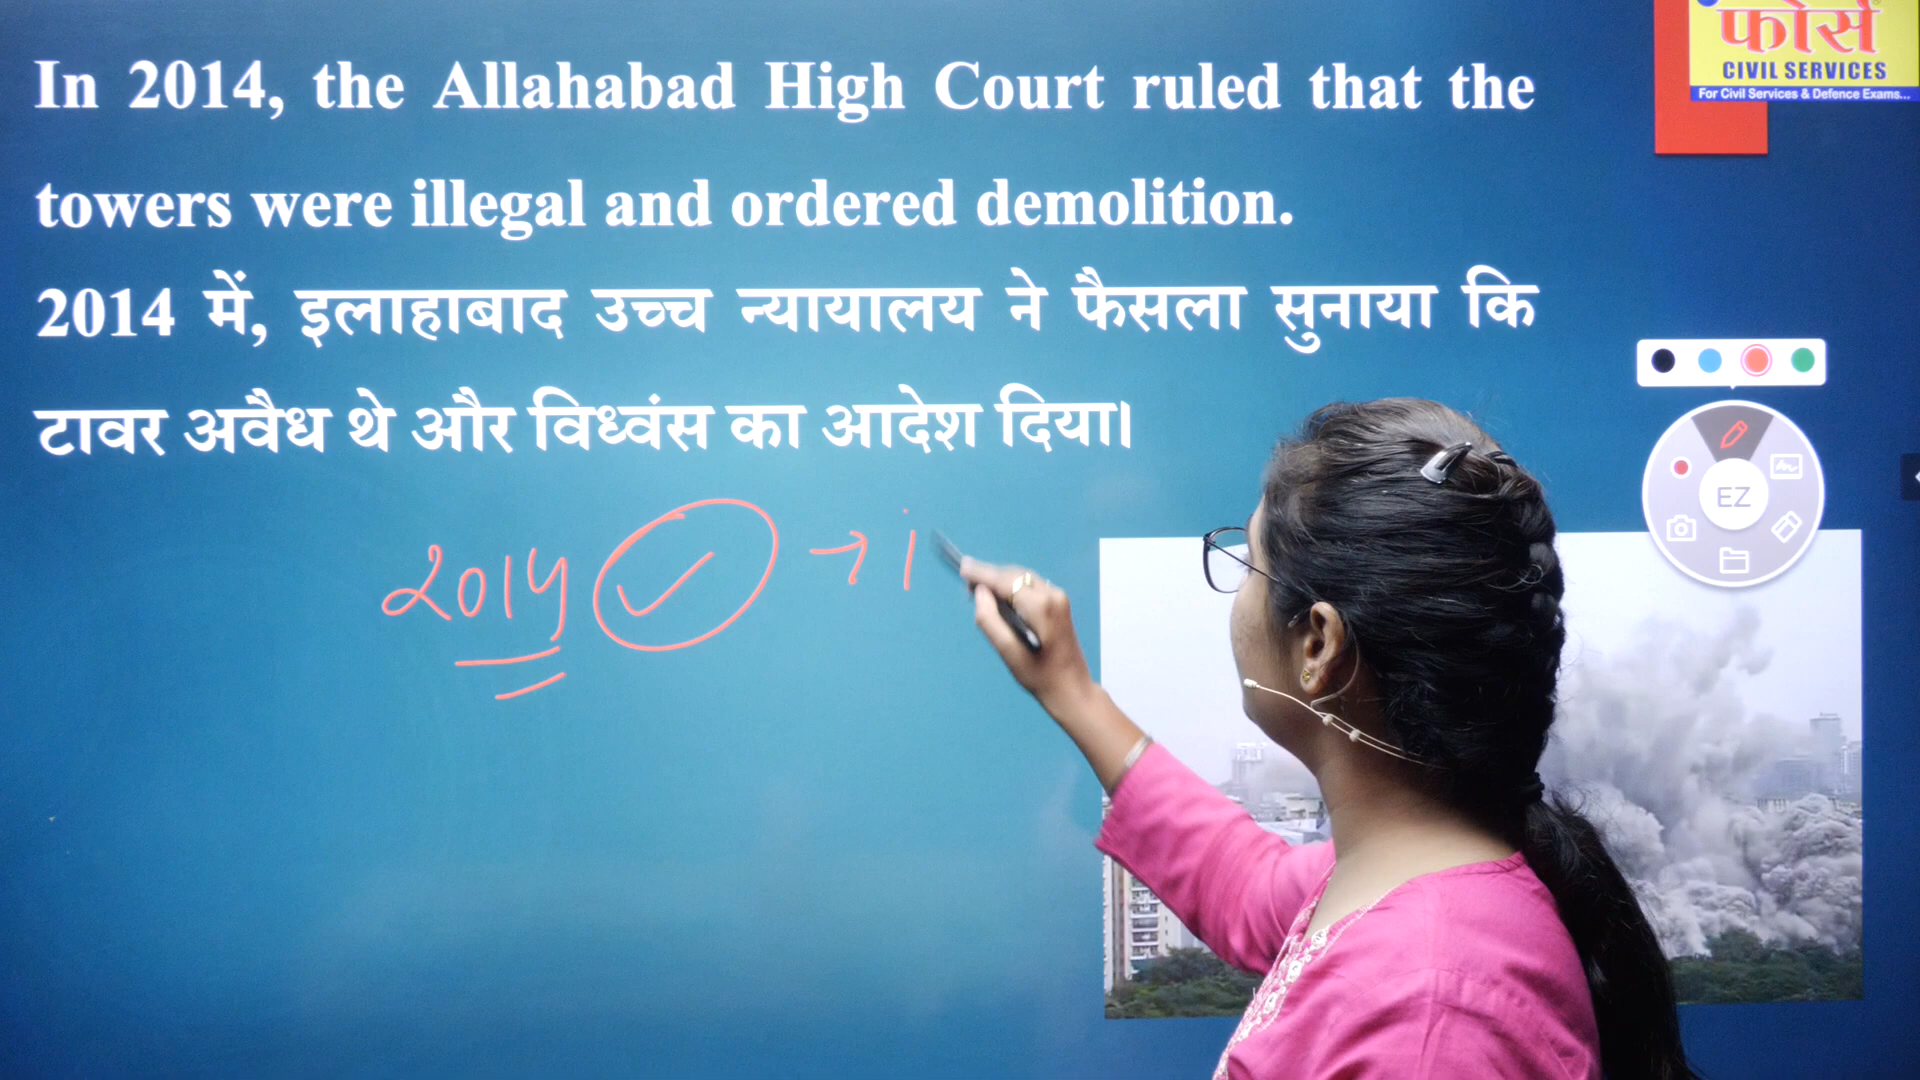 फोर्स
CIVIL SERVICES
For Civil Services & Defence Exams...
In 2014, the Allahabad High Court ruled that the
towers were illegal and ordered demolition.
2014 में, इलाहाबाद उच्च न्यायालय ने फैसला सुनाया कि
टावर अवैध थे और विध्वंस का आदेश दिया।
2014 → i
EZ